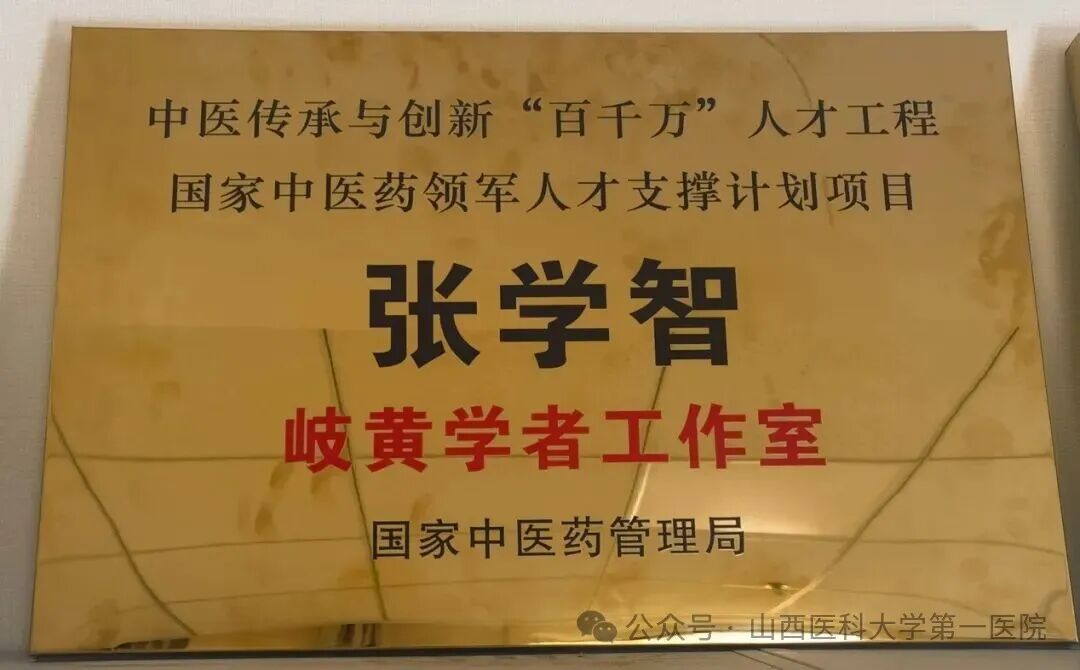 中医传承与创新“百千万”人才工程
国家中医药领军人才支撑计划项目
张学智
岐黄学者工作室
国家中医药管理局
公众号·山西医科大学第一医院